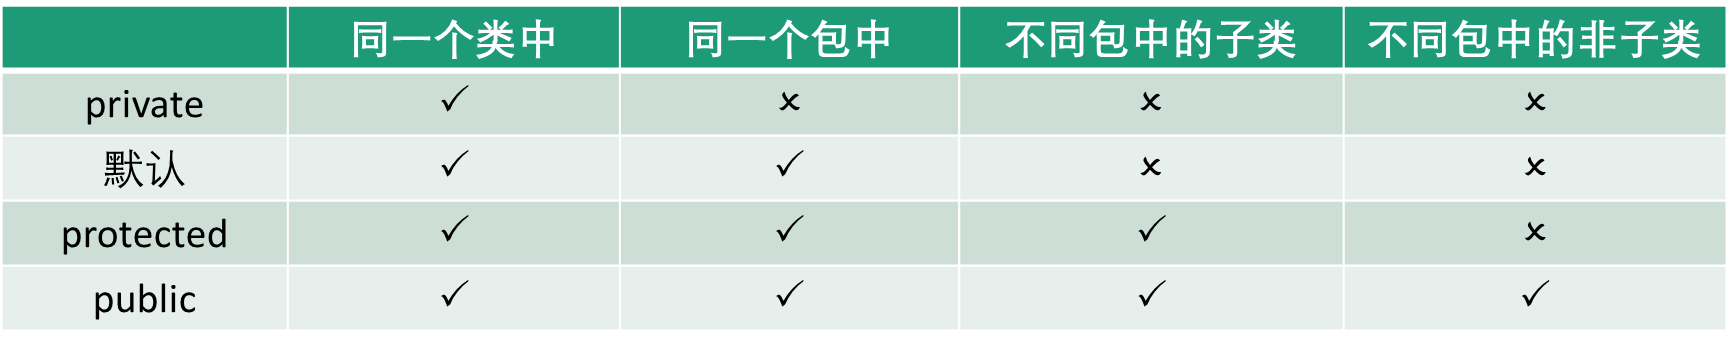 同一个类中 同一个包中 不同包中的子类 不同包中的非子类
private ✓ × × ×
默认 ✓ ✓ × ×
protected ✓ ✓ ✓ ×
public ✓ ✓ ✓ ✓